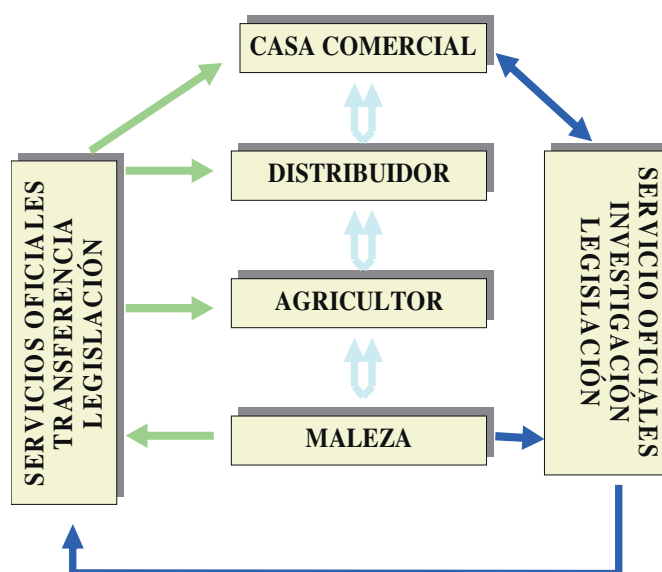 CASA COMERCIAL
DISTRIBUIDOR
AGRICULTOR
MALEZA
SERVICIOS OFICIALES
TRANSFERENCIA
LEGISLACIÓN
SERVICIO OFICIALES
INVESTIGACIÓN
LEGISLACIÓN